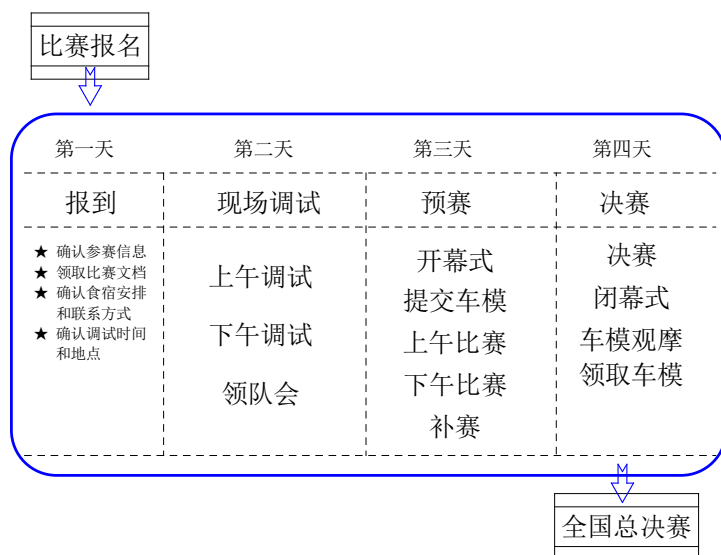 比赛报名
第一天
第二天
第三天
第四天
报到
现场调试
预赛
决赛
★ 确认参赛信息
★ 领取比赛文档
★ 确认食宿安排
和联系方式
★ 确认调试时间
和地点
上午调试
下午调试
领队会
开幕式
提交车模
上午比赛
下午比赛
补赛
决赛
闭幕式
车模观摩
领取车模
全国总决赛